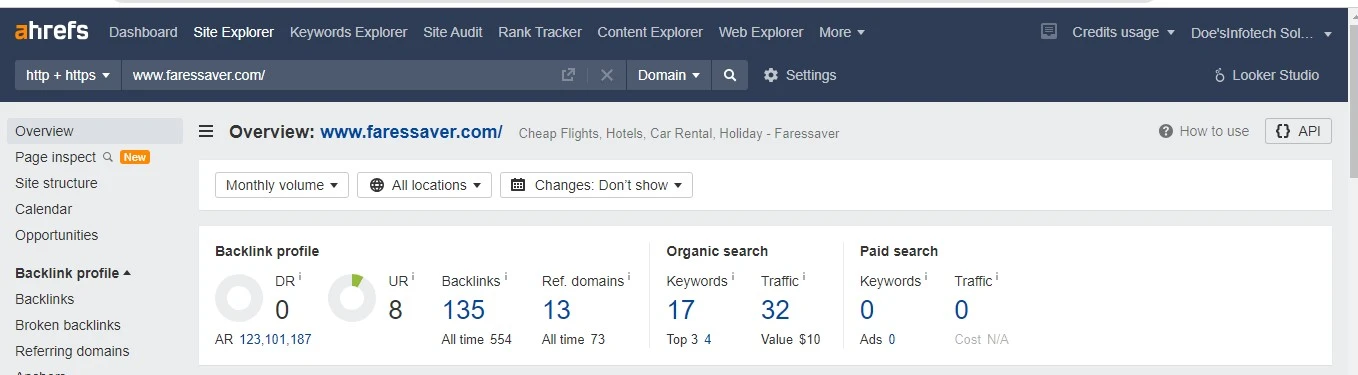 ahrefs Dashboard Site Explorer Keywords Explorer Site Audit Rank Tracker Content Explorer Web Explorer More Credits usage Doe'sInfotech Sol...
http + https www.faressaver.com/ Domain Settings Looker Studio
Overview
Page inspect New
Site structure
Calendar
Opportunities
Backlink profile
Backlinks
Broken backlinks
Referring domains
Overview: www.faressaver.com/ Cheap Flights, Hotels, Car Rental, Holiday - Faressaver How to use {} API
Monthly volume All locations Changes: Don't show
Backlink profile Organic search Paid search
DR i UR i Backlinks i Ref. domains i Keywords i Traffic i Keywords i Traffic i
0 8 135 13 17 32 0 0
AR 123,101,187 All time 554 All time 73 Top 3 4 Value $10 Ads 0 Cost N/A